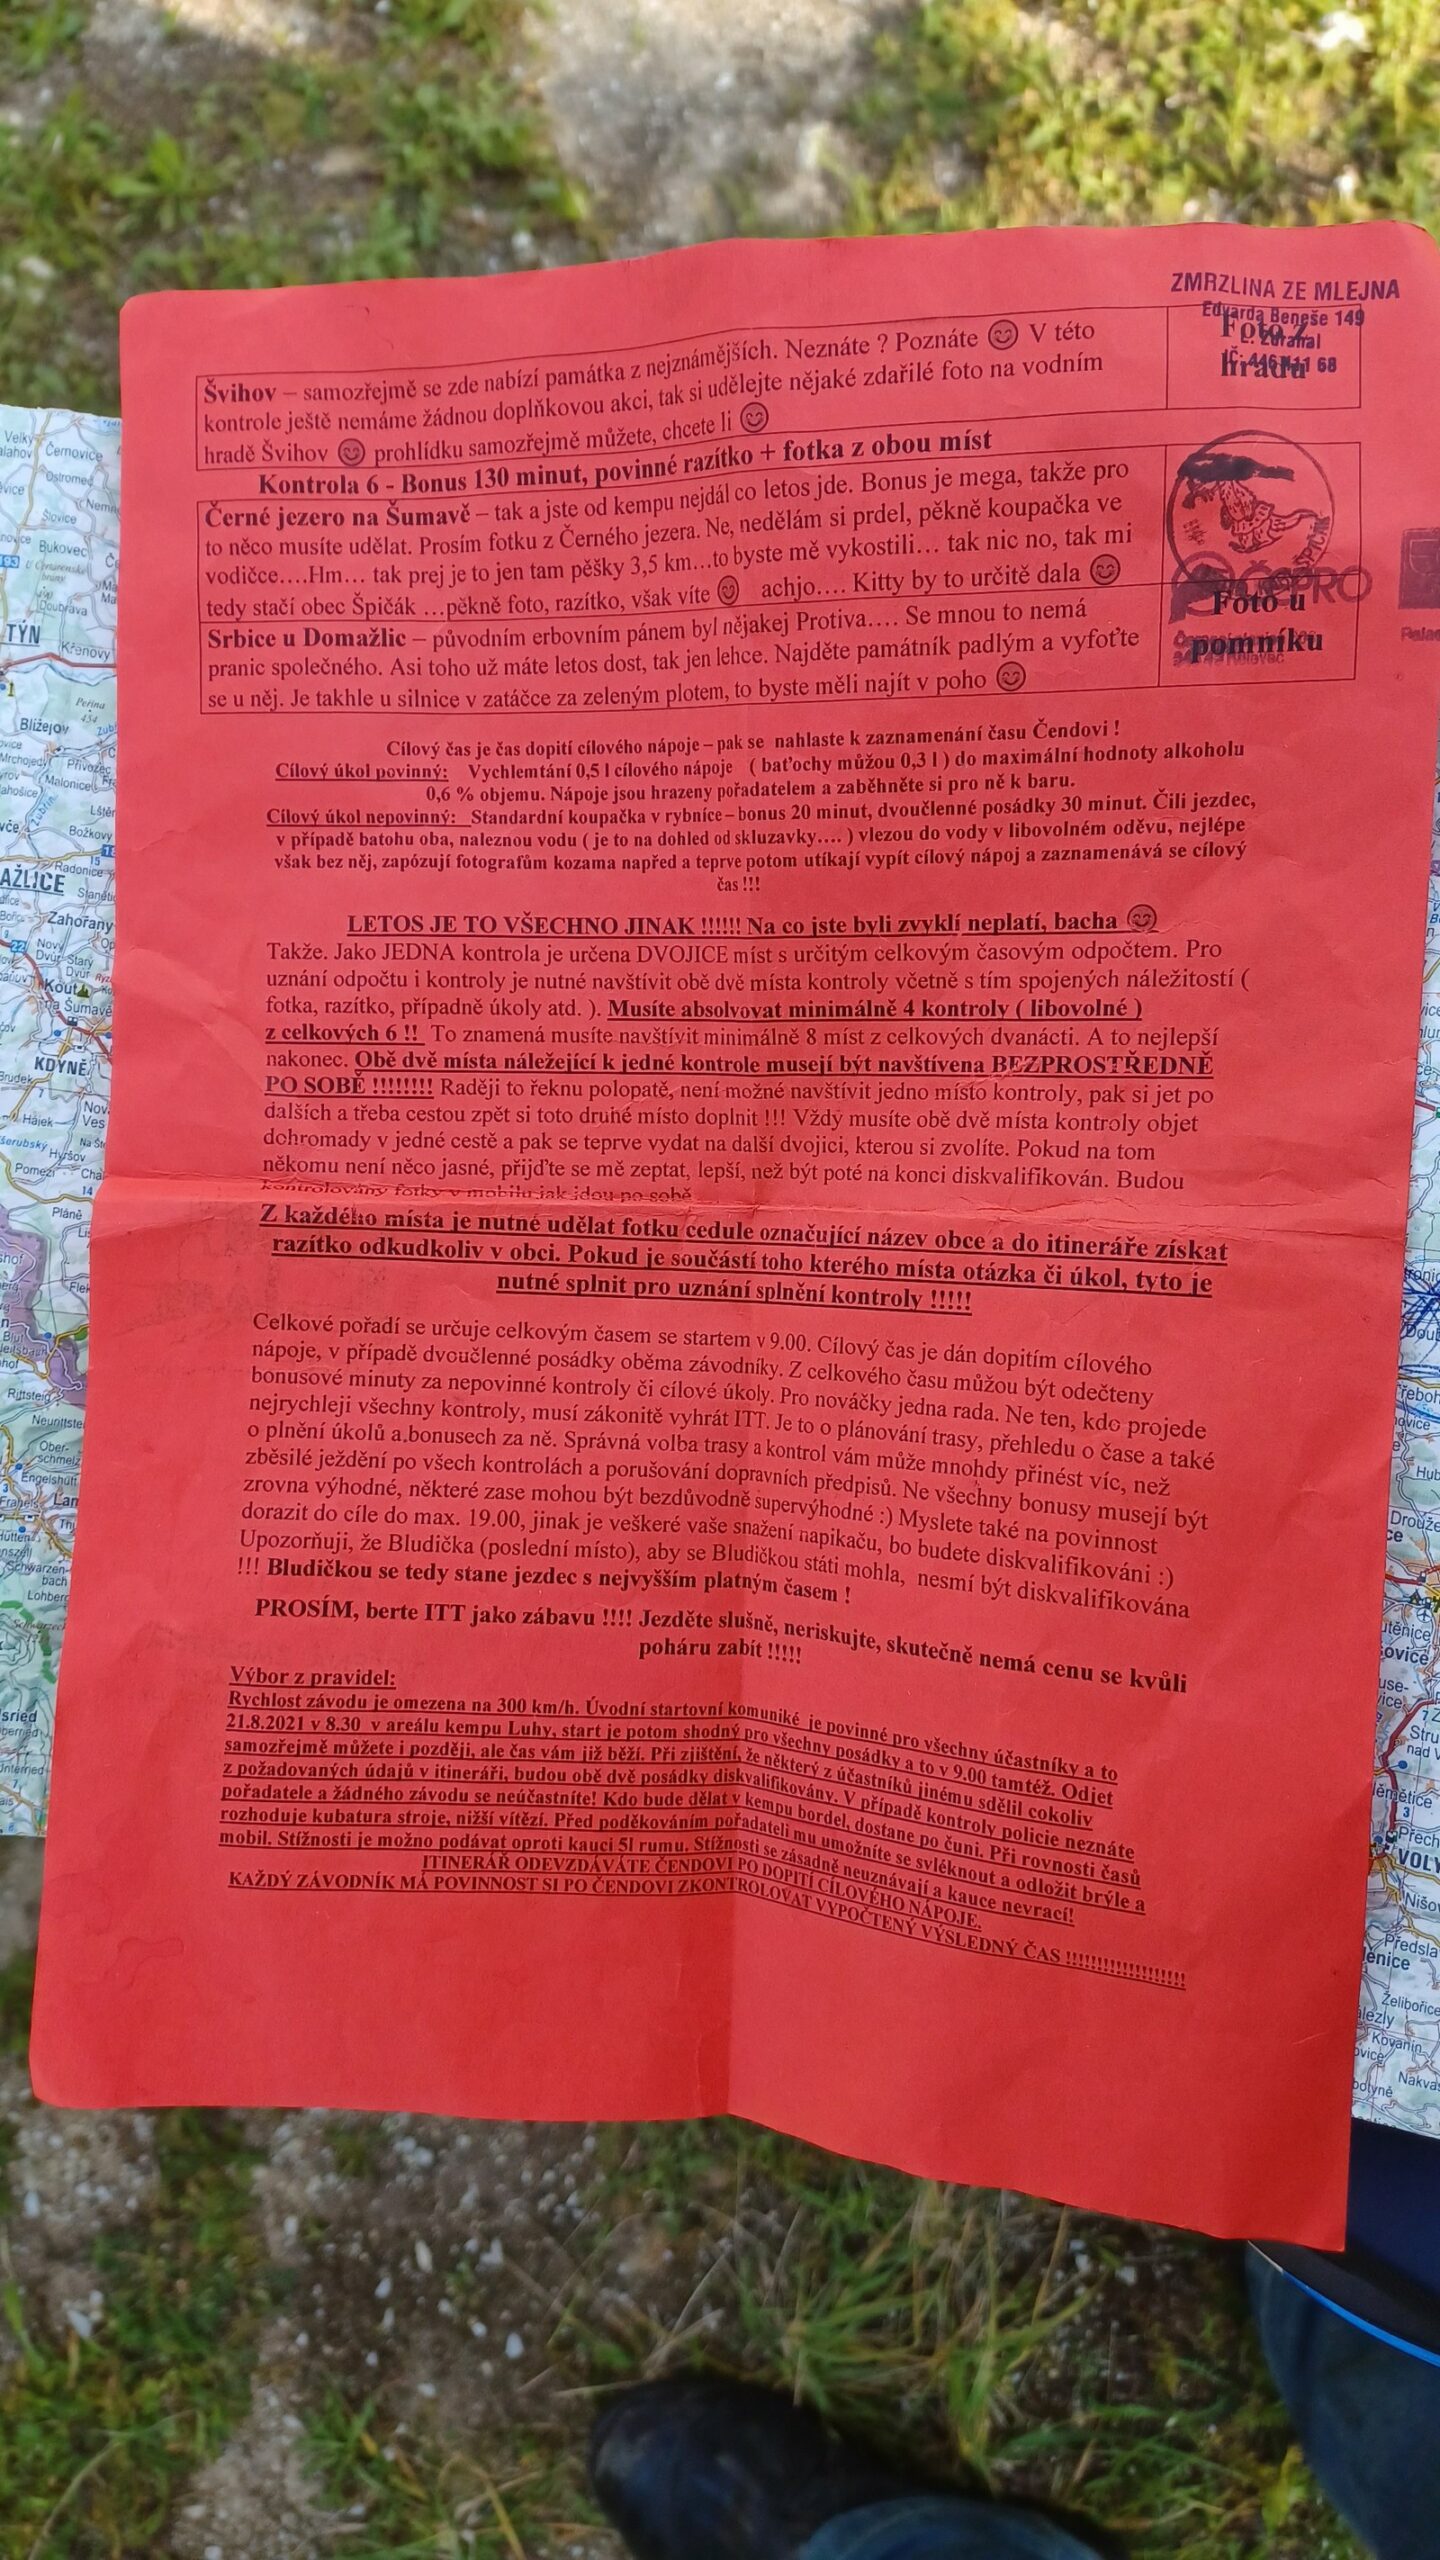 ZMRZLINA ZE MLEJNA
Edvarda Beneše 149
Foto z
hradu
Švihov – samozřejmě se zde nabízí památka z nejznámějších. Neznáte ? Poznáte 😊 V této
kontrole ještě nemáme žádnou doplňkovou akci, tak si udělejte nějaké zdařilé foto na vodním
hradě Švihov 😊 prohlídku samozřejmě můžete, chcete li 😊
Kontrola 6 - Bonus 130 minut, povinné razítko + fotka z obou míst
Černé jezero na Šumavě – tak a jste od kempu nejdál co letos jde. Bonus je mega, takže pro
to něco musíte udělat. Prosím fotku z Černého jezera. Ne, nedělám si prdel, pěkně koupačka ve
vodičce….Hm… tak prej je to jen tam pěšky 3,5 km…to byste mě vykostili… tak nic no, tak mi
tedy stačí obec Špičák …pěkně foto, razítko, však víte 😊 achjo…. Kitty by to určitě dala 😊
ŠPIČÁK
Srbice u Domažlic – původním erbovním pánem byl nějakej Protiva…. Se mnou to nemá
pranic společného. Asi toho už máte letos dost, tak jen lehce. Najděte památník padlým a vyfoťte
se u něj. Je takhle u silnice v zatáčce za zeleným plotem, to byste měli najít v poho 😊
ČEPRO
Foto u
pomníku
Cílový čas je čas dopití cílového nápoje – pak se nahlaste k zaznamenání času Čendovi !
Cílový úkol povinný: Vychlemtání 0,5 l cílového nápoje ( baťochy můžou 0,3 l ) do maximální hodnoty alkoholu
0,6 % objemu. Nápoje jsou hrazeny pořadatelem a zaběhněte si pro ně k baru.
Cílový úkol nepovinný: Standardní koupačka v rybníce – bonus 20 minut, dvoučlenné posádky 30 minut. Čili jezdec,
v případě batohu oba, naleznou vodu ( je to na dohled od skluzavky…. ) vlezou do vody v libovolném oděvu, nejlépe
však bez něj, zapózují fotografům kozama napřed a teprve potom utíkají vypít cílový nápoj a zaznamenává se cílový
čas !!!
LETOS JE TO VŠECHNO JINAK !!!!!! Na co jste byli zvyklí neplatí, bacha 😊
Takže. Jako JEDNA kontrola je určena DVOJICE míst s určitým celkovým časovým odpočtem. Pro
uznání odpočtu i kontroly je nutné navštívit obě dvě místa kontroly včetně s tím spojených náležitostí (
fotka, razítko, případně úkoly atd. ). Musíte absolvovat minimálně 4 kontroly ( libovolné )
z celkových 6 !! To znamená musíte navštívit minimálně 8 míst z celkových dvanácti. A to nejlepší
nakonec. Obě dvě místa náležející k jedné kontrole musejí být navštívena BEZPROSTŘEDNĚ
PO SOBĚ !!!!!!!! Raději to řeknu polopatě, není možné navštívit jedno místo kontroly, pak si jet po
dalších a třeba cestou zpět si toto druhé místo doplnit !!! Vždy musíte obě dvě místa kontroly objet
dohromady v jedné cestě a pak se teprve vydat na další dvojici, kterou si zvolíte. Pokud na tom
někomu není něco jasné, přijďte se mě zeptat, lepší, než být poté na konci diskvalifikován. Budou
kontrolovány fotky v mobilu jak jdou po sobě
Z každého místa je nutné udělat fotku cedule označující název obce a do itineráře získat
razítko odkudkoliv v obci. Pokud je součástí toho kterého místa otázka či úkol, tyto je
nutné splnit pro uznání splnění kontroly !!!!!
Celkové pořadí se určuje celkovým časem se startem v 9.00. Cílový čas je dán dopitím cílového
nápoje, v případě dvoučlenné posádky oběma závodníky. Z celkového času můžou být odečteny
bonusové minuty za nepovinné kontroly či cílové úkoly. Pro nováčky jedna rada. Ne ten, kdo projede
nejrychleji všechny kontroly, musí zákonitě vyhrát ITT. Je to o plánování trasy, přehledu o čase a také
o plnění úkolů a bonusech za ně. Správná volba trasy a kontrol vám může mnohdy přinést víc, než
zběsilé ježdění po všech kontrolách a porušování dopravních předpisů. Ne všechny bonusy musejí být
zrovna výhodné, některé zase mohou být bezdůvodně supervýhodné :) Myslete také na povinnost
dorazit do cíle do max. 19.00, jinak je veškeré vaše snažení napikaču, bo budete diskvalifikováni :)
Upozorňuji, že Bludička (poslední místo), aby se Bludičkou státi mohla, nesmí být diskvalifikována
!!! Bludičkou se tedy stane jezdec s nejvyšším platným časem !
PROSÍM, berte ITT jako zábavu !!!! Jezděte slušně, neriskujte, skutečně nemá cenu se kvůli
poháru zabít !!!!!
Výbor z pravidel:
Rychlost závodu je omezena na 300 km/h. Úvodní startovní komuniké je povinné pro všechny účastníky a to
21.8.2021 v 8.30 v areálu kempu Luhy, start je potom shodný pro všechny posádky a to v 9.00 tamtéž. Odjet
samozřejmě můžete i později, ale čas vám již běží. Při zjištění, že některý z účastníků jinému sdělil cokoliv
z požadovaných údajů v itineráři, budou obě dvě posádky diskvalifikovány. V případě kontroly policie neznáte
pořadatele a žádného závodu se neúčastníte! Kdo bude dělat v kempu bordel, dostane po čuni. Při rovnosti časů
rozhoduje kubatura stroje, nižší vítězí. Před poděkováním pořadateli mu umožníte se svléknout a odložit brýle a
mobil. Stížnosti je možno podávat oproti kauci 5l rumu. Stížnosti se zásadně neuznávají a kauce nevrací!
ITINERÁŘ ODEVZDÁVÁTE ČENDOVI PO DOPITÍ CÍLOVÉHO NÁPOJE.
KAŽDÝ ZÁVODNÍK MÁ POVINNOST SI PO ČENDOVI ZKONTROLOVAT VYPOČTENÝ VÝSLEDNÝ ČAS !!!!!!!!!!!!!!!!!!!
TÝN
Křenovy
Bližejov
Zahořany
Kout
KDYNĚ
Hájek
Pláně
Rittsteig
Lohberg